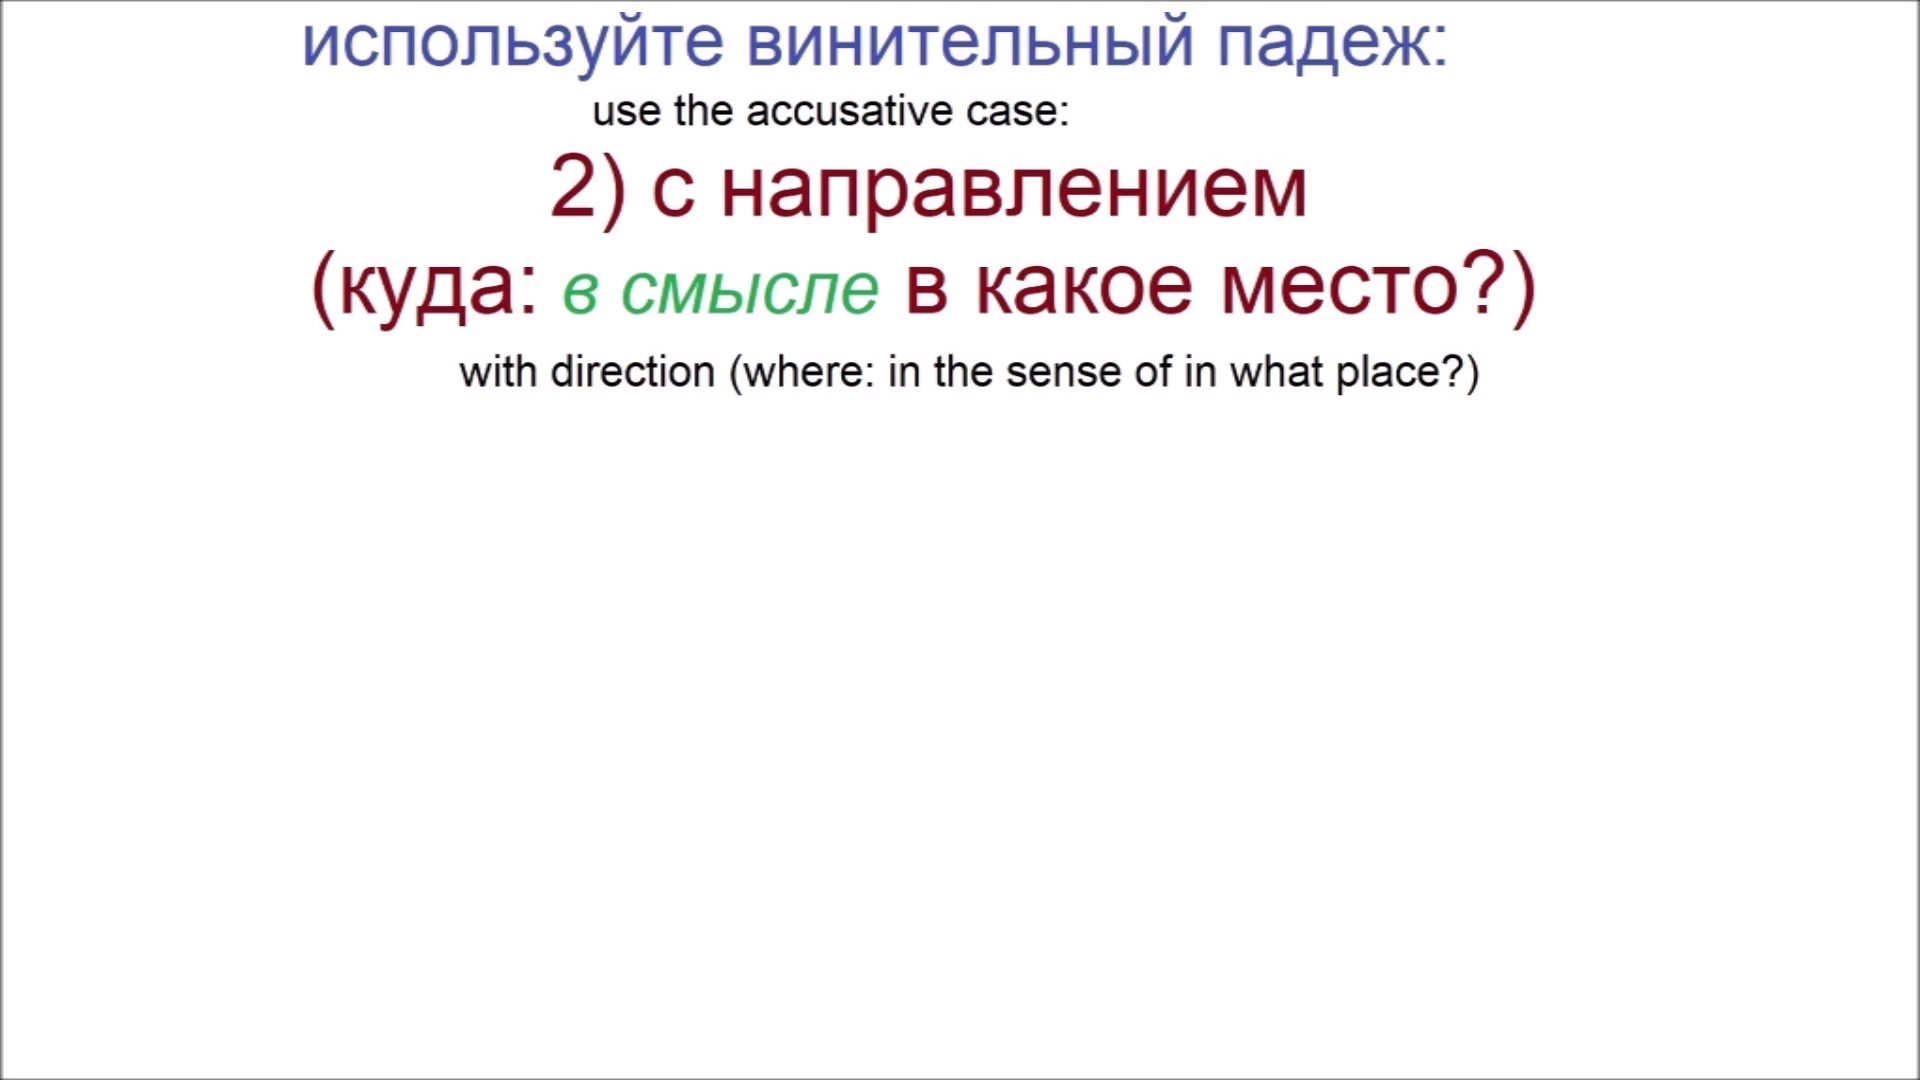 используйте винительный падеж:
use the accusative case:
2) с направлением
(куда: в смысле в какое место?)
with direction (where: in the sense of in what place?)